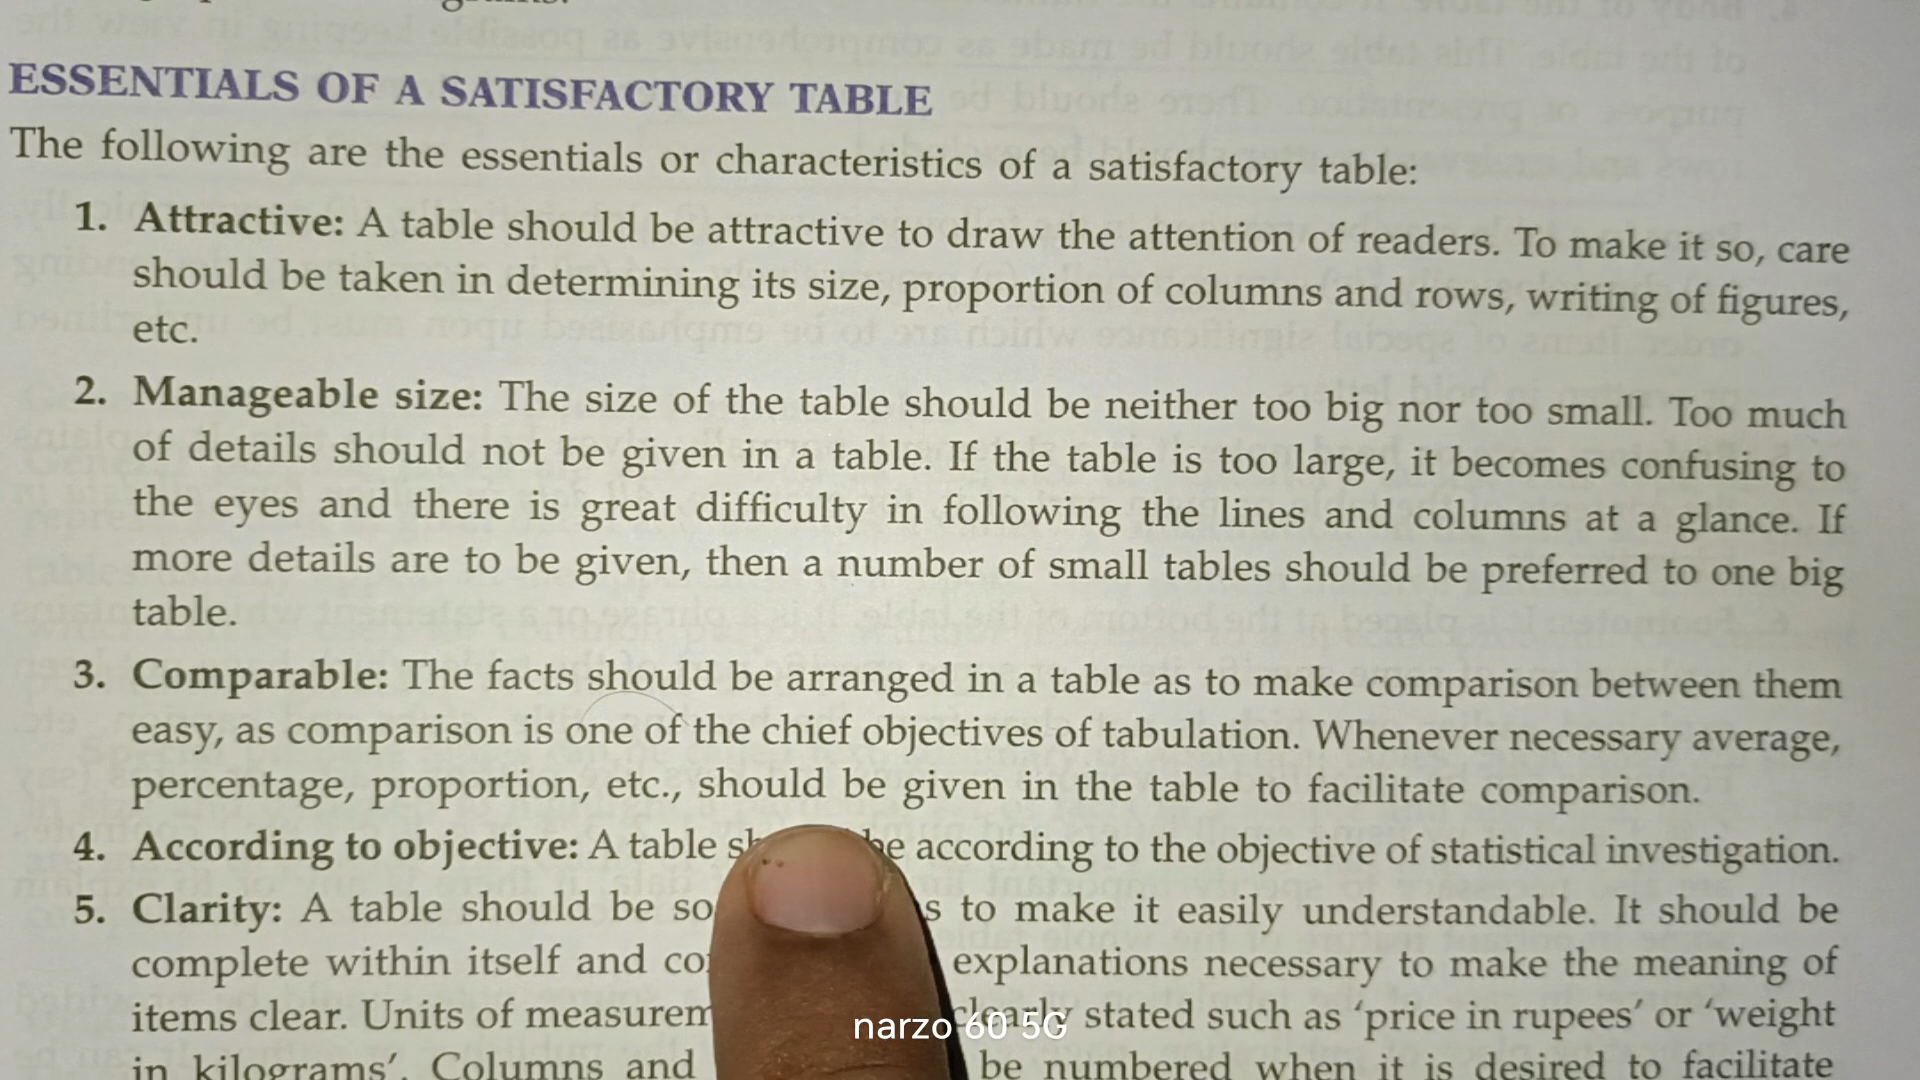 ESSENTIALS OF A SATISFACTORY TABLE
The following are the essentials or characteristics of a satisfactory table:
1. Attractive: A table should be attractive to draw the attention of readers. To make it so, care
should be taken in determining its size, proportion of columns and rows, writing of figures,
etc.
2. Manageable size: The size of the table should be neither too big nor too small. Too much
of details should not be given in a table. If the table is too large, it becomes confusing to
the eyes and there is great difficulty in following the lines and columns at a glance. If
more details are to be given, then a number of small tables should be preferred to one big
table.
3. Comparable: The facts should be arranged in a table as to make comparison between them
easy, as comparison is one of the chief objectives of tabulation. Whenever necessary average,
percentage, proportion, etc., should be given in the table to facilitate comparison.
4. According to objective: A table be according to the objective of statistical investigation.
5. Clarity: A table should be so to make it easily understandable. It should be
complete within itself and explanations necessary to make the meaning of
items clear. Units of clearly stated such as ‘price in rupees’ or ‘weight
in kilograms’. Columns and be numbered when it is desired to facilitate
narzo 60 5G